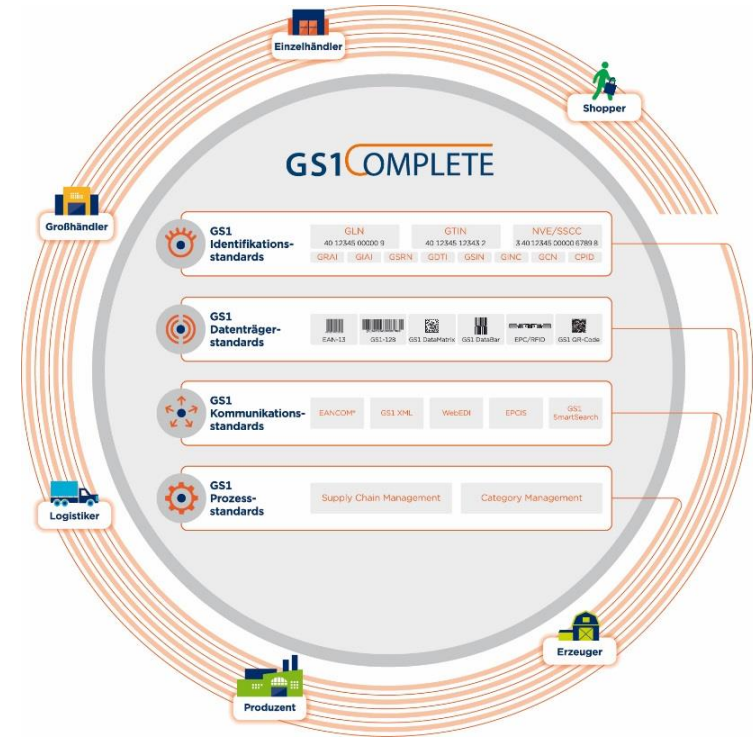 Einzelhändler
Shopper
GS1 COMPLETE
Großhändler
GS1
Identifikations-
standards
GLN
40 12345 00000 9
GTIN
40 12345 12343 2
NVE/SSCC
3 40 12345 00000 6789 8
GRAI GIAI GSRN GDTI GSIN GINC GCN CPID
GS1
Datenträger-
standards
EAN-13 GS1-128 GS1 DataMatrix GS1 DataBar EPC/RFID GS1 QR-Code
GS1
Kommunikations-
standards
EANCOM® GS1 XML WebEDI EPCIS GS1
SmartSearch
GS1
Prozess-
standards
Supply Chain Management Category Management
Logistiker
Erzeuger
Produzent